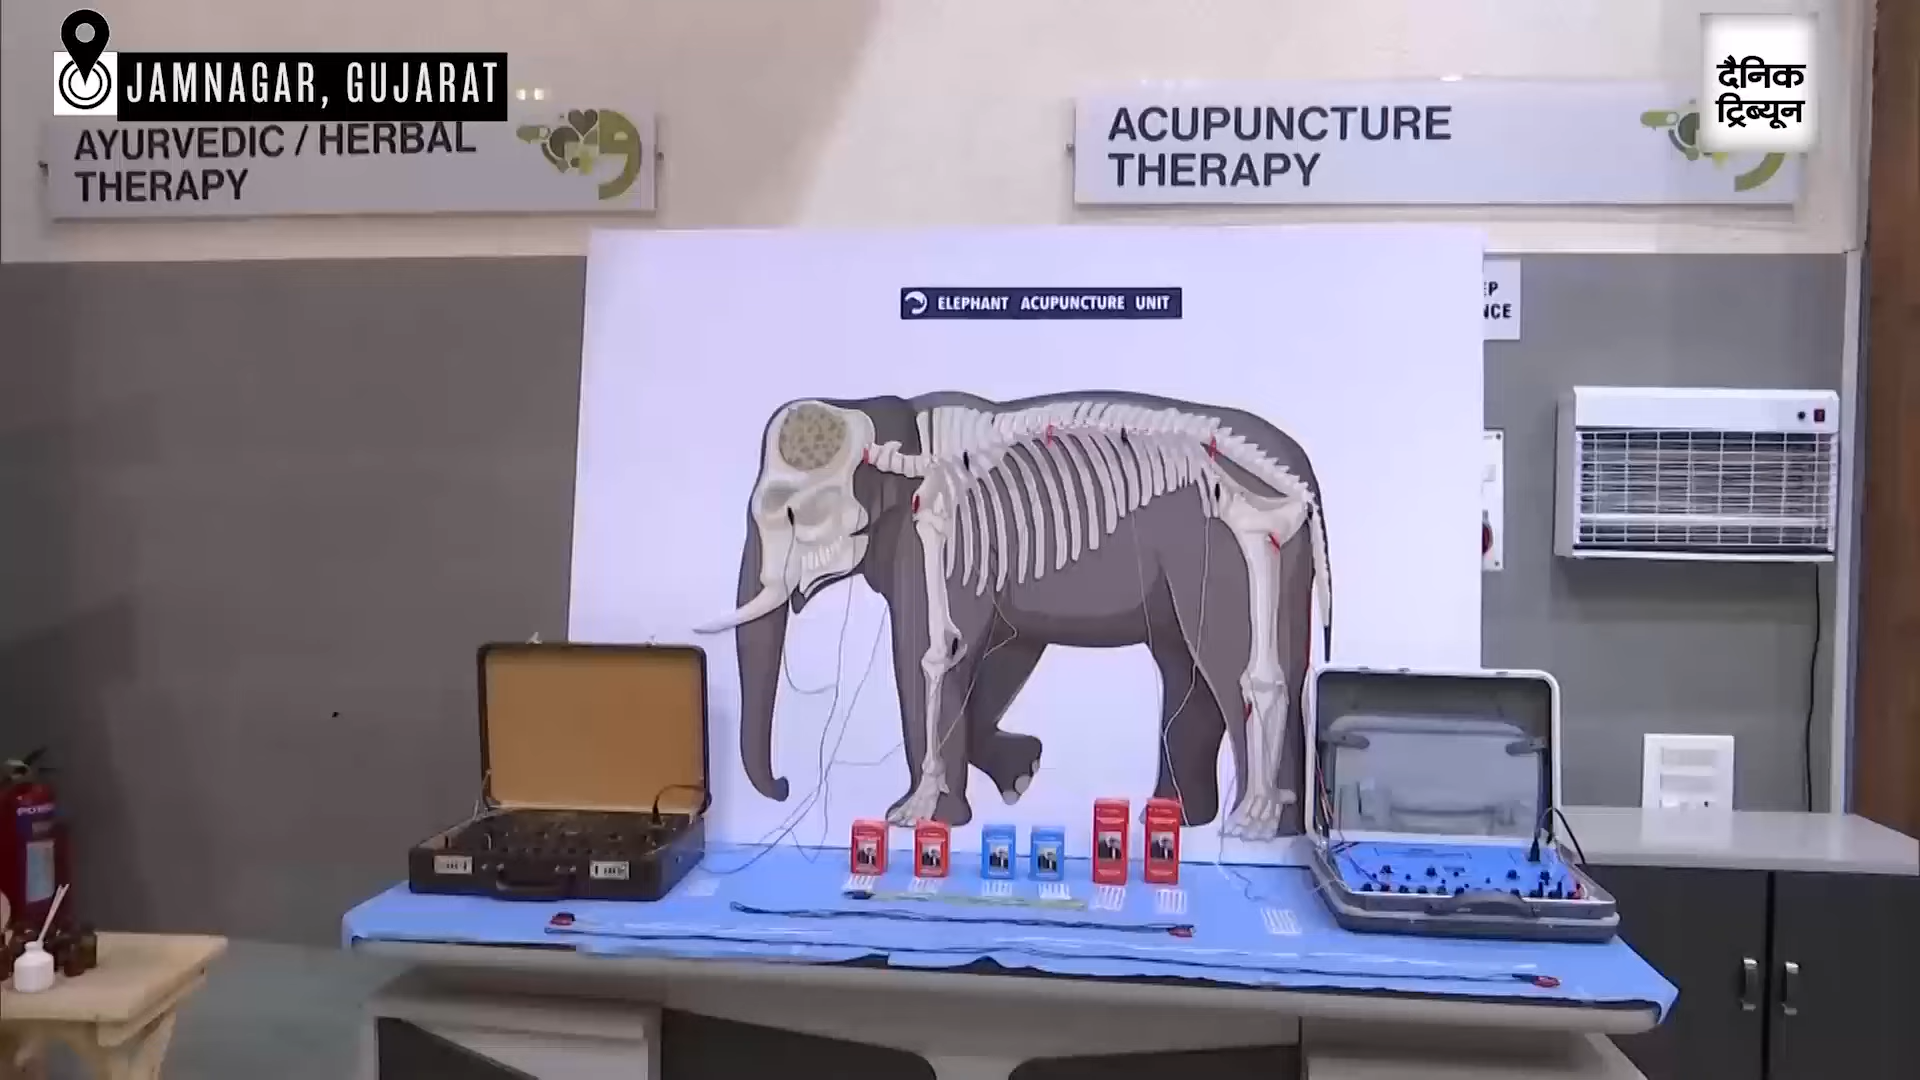 JAMNAGAR, GUJARAT
दैनिक
ट्रिब्यून
AYURVEDIC / HERBAL
THERAPY
ACUPUNCTURE
THERAPY
ELEPHANT ACUPUNCTURE UNIT